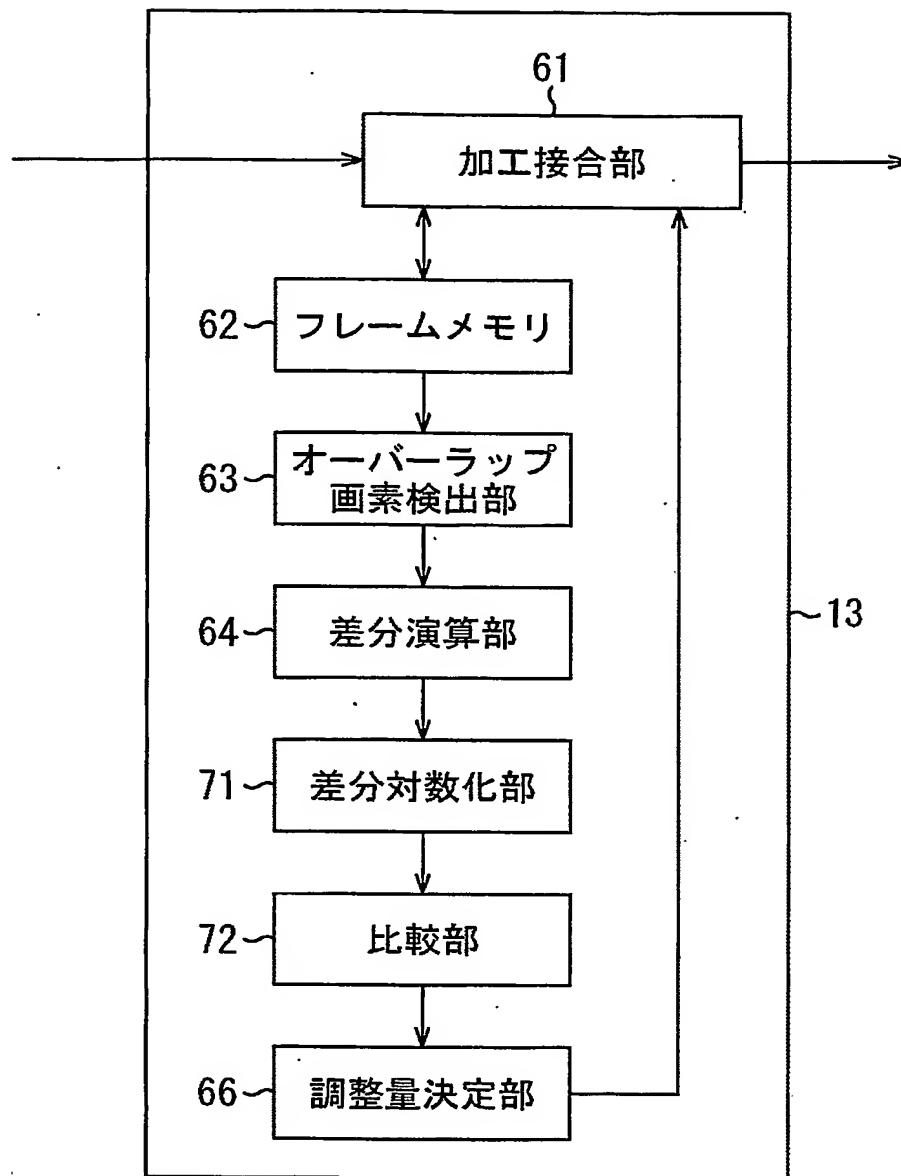 61
加工接合部
62
フレームメモリ
63
オーバーラップ
画素検出部
64
差分演算部
13
71
差分対数化部
72
比較部
66
調整量決定部